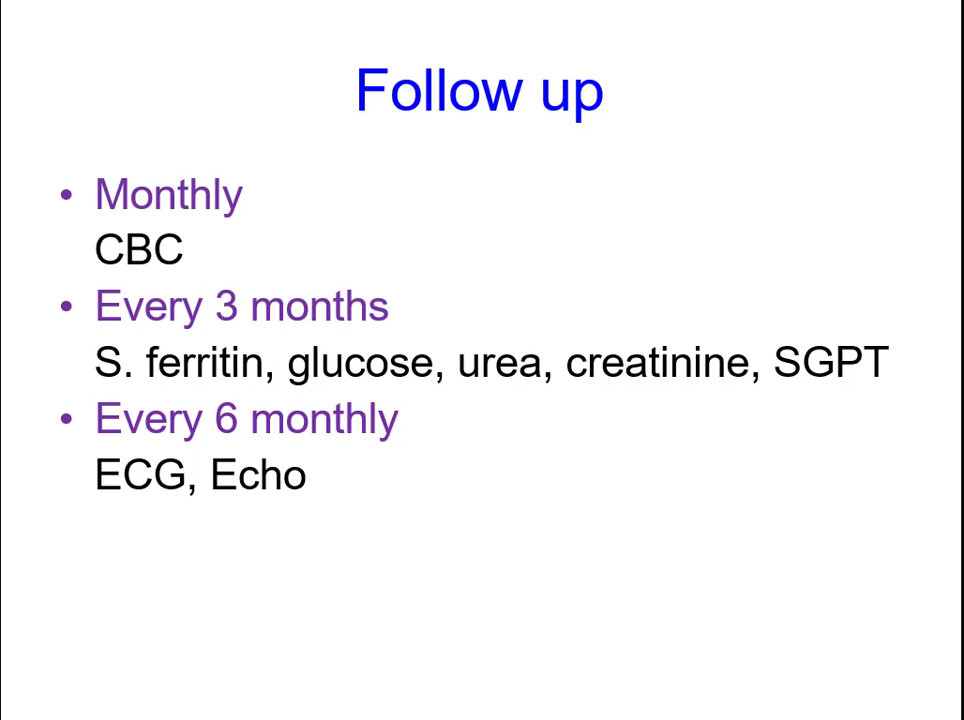 Follow up
• Monthly
CBC
• Every 3 months
S. ferritin, glucose, urea, creatinine, SGPT
• Every 6 monthly
ECG, Echo